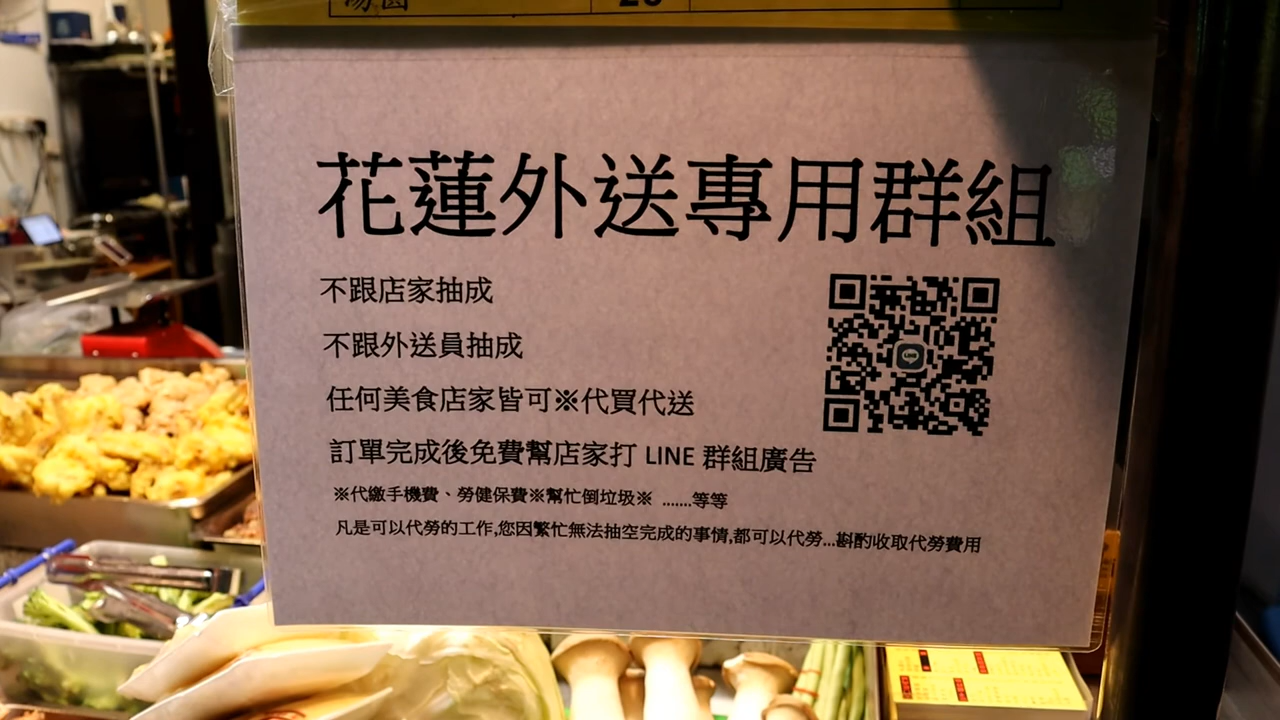 湯圓
花蓮外送專用群組
不跟店家抽成
不跟外送員抽成
任何美食店家皆可※代買代送
訂單完成後免費幫店家打 LINE 群組廣告
※代繳手機費、勞健保費※幫忙倒垃圾※ .......等等
凡是可以代勞的工作,您因繁忙無法抽空完成的事情,都可以代勞...斟酌收取代勞費用
LINE